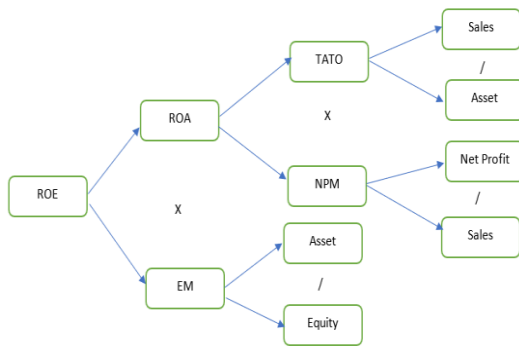 Sales
TATO
/
Asset
ROA
X
Net Profit
NPM
/
ROE
X
Sales
Asset
EM
/
Equity